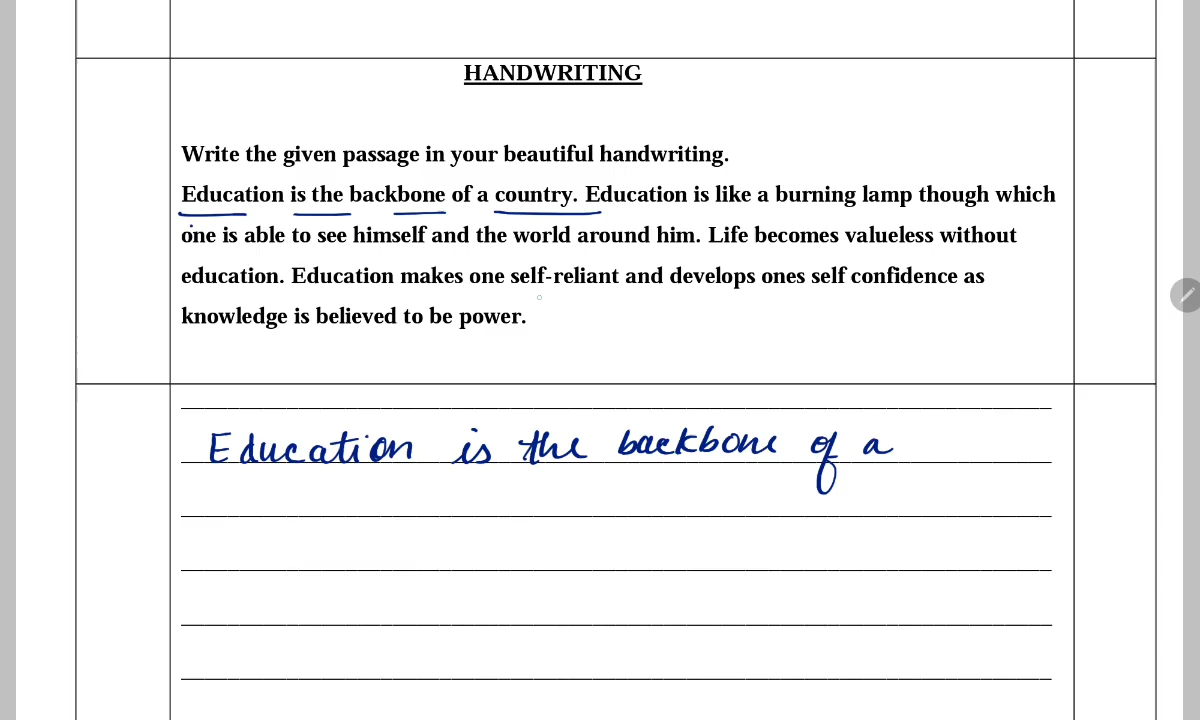 HANDWRITING
Write the given passage in your beautiful handwriting.
Education is the backbone of a country. Education is like a burning lamp though which
one is able to see himself and the world around him. Life becomes valueless without
education. Education makes one self-reliant and develops ones self confidence as
knowledge is believed to be power.
Education is the backbone of a